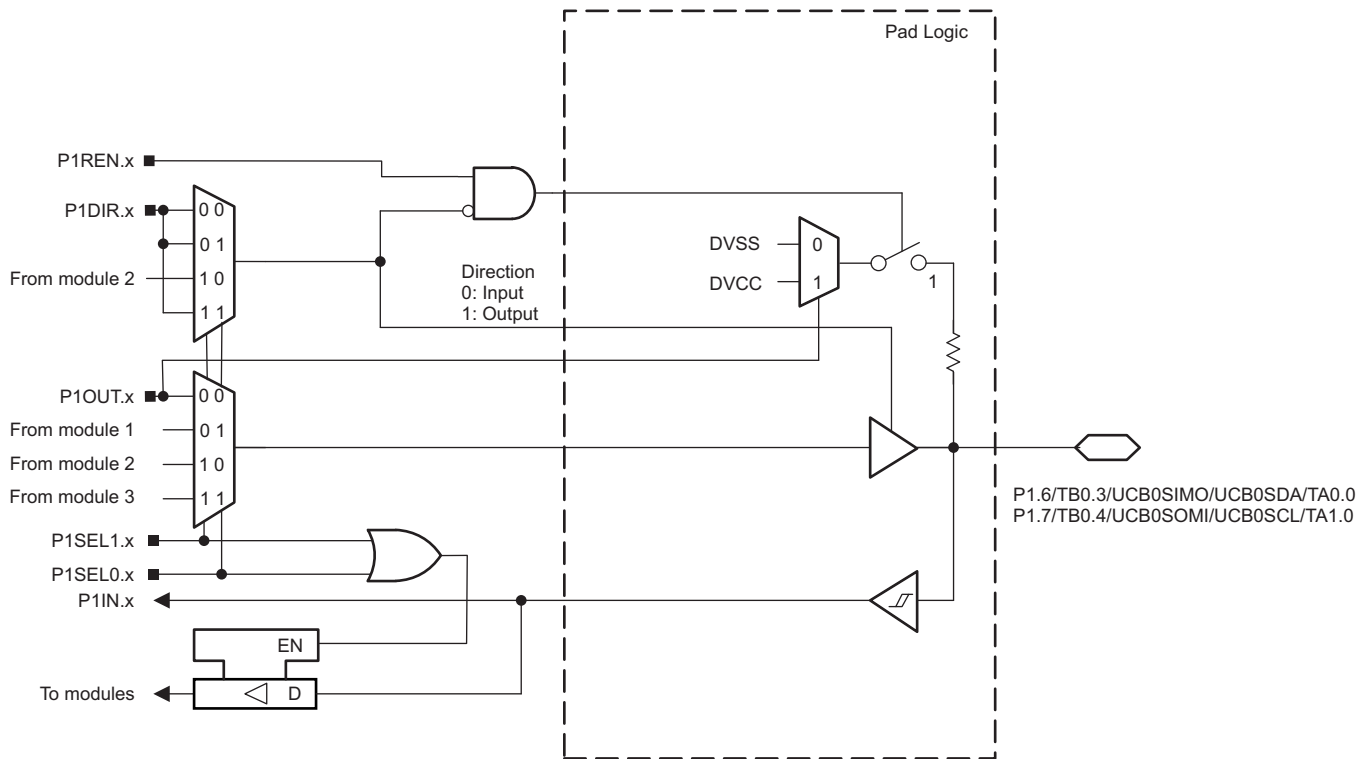 Pad Logic
P1REN.x
P1DIR.x
0 0
0 1
From module 2
1 0
1 1
Direction
0: Input
1: Output
DVSS
0
DVCC
1
1
P1OUT.x
0 0
From module 1
0 1
From module 2
1 0
From module 3
1 1
P1SEL1.x
P1SEL0.x
P1IN.x
EN
To modules
D
P1.6/TB0.3/UCB0SIMO/UCB0SDA/TA0.0
P1.7/TB0.4/UCB0SOMI/UCB0SCL/TA1.0